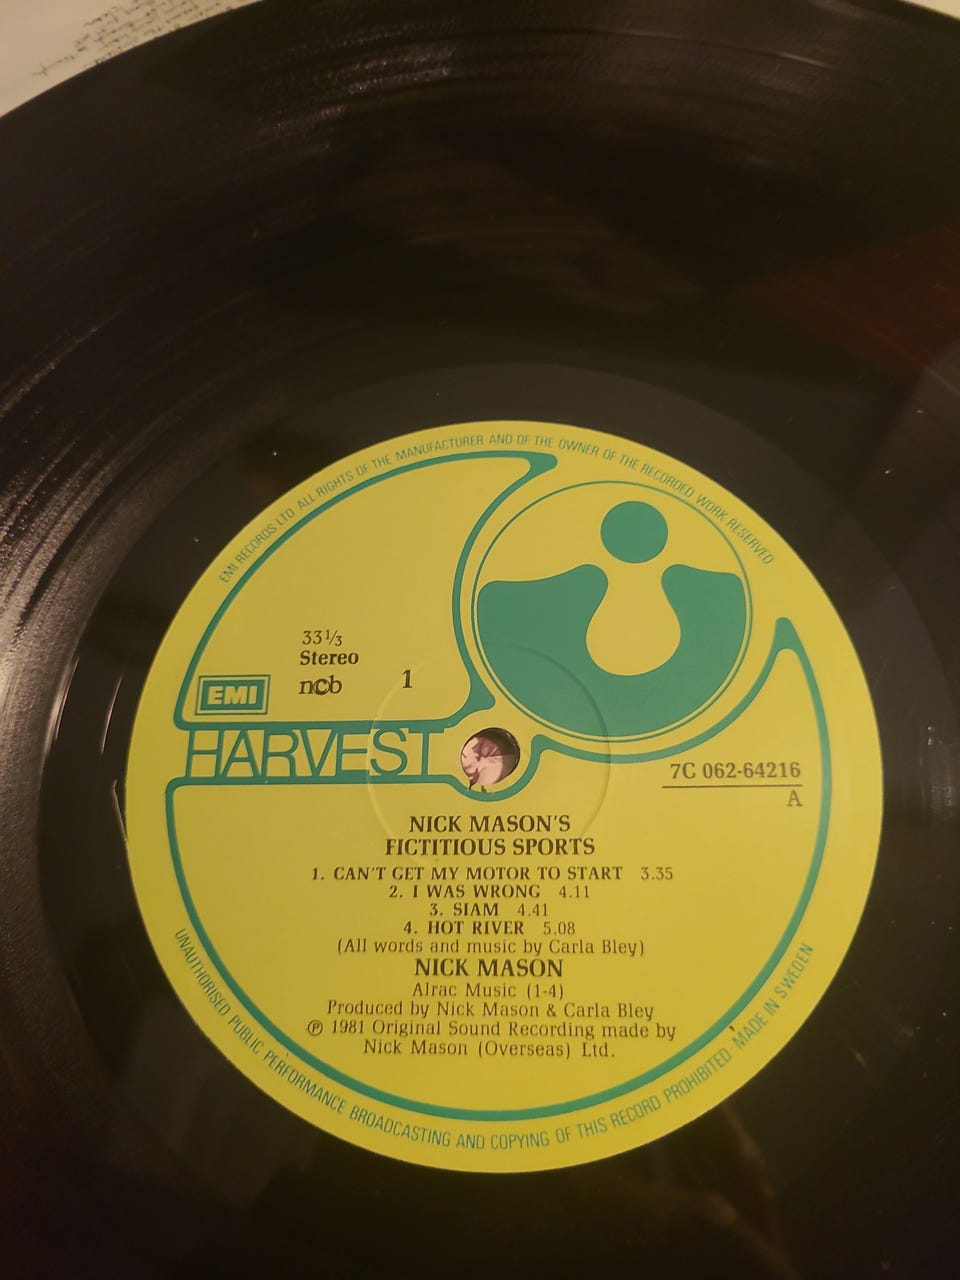 EMI RECORDS LTD ALL RIGHTS OF THE MANUFACTURER AND OF THE OWNER OF THE RECORDED WORK RESERVED
33⅓
Stereo
ncb
1
EMI
HARVEST
7C 062-64216
A
NICK MASON'S
FICTITIOUS SPORTS
1. CAN'T GET MY MOTOR TO START 3.35
2. I WAS WRONG 4.11
3. SIAM 4.41
4. HOT RIVER 5.08
(All words and music by Carla Bley)
NICK MASON
Alrac Music (1-4)
Produced by Nick Mason & Carla Bley
℗ 1981 Original Sound Recording made by
Nick Mason (Overseas) Ltd.
UNAUTHORISED PUBLIC PERFORMANCE BROADCASTING AND COPYING OF THIS RECORD PROHIBITED · MADE IN SWEDEN